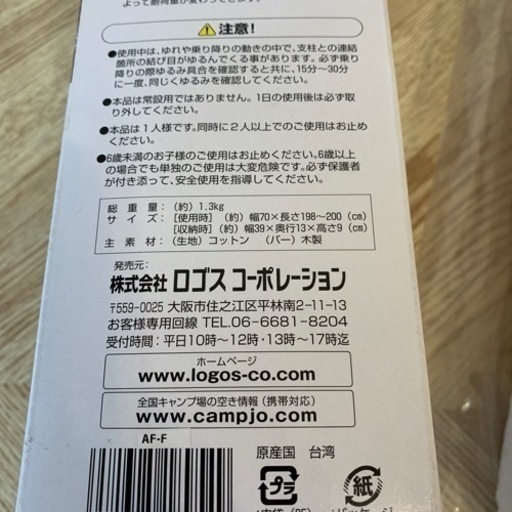 よって耐荷重が変わってきます。
注意!
●使用中は、ゆれや乗り降りの動きの中で、支柱との連結
箇所の結び目がゆるんでくる事があります。必ず乗り
降りの際ゆるみ具合を確認すると共に、15分〜30分
に一度、同じくゆるみを確認してください。
●本品は常設用ではありません。1日の使用後は必ず取
り外してください。
●本品は1人様です。同時に2人以上でのご使用はお止め
ください。
●6歳未満のお子様のご使用はお止めください。6歳以上
の場合でも単独のご使用は大変危険です。必ず保護者
が付き添って、安全使用を指導してください。
総重量:(約)1.3kg
サイズ:[使用時](約)幅70×長さ198〜200(cm)
[収納時](約)幅39×奥行13×高さ9(cm)
主素材:(生地)コットン (バー)木製
発売元:
株式会社 ロゴス コーポレーション
〒559-0025 大阪市住之江区平林南2-11-13
お客様専用回線 TEL.06-6681-8204
受付時間:平日10時〜12時・13時〜17時迄
ホームページ
www.logos-co.com
全国キャンプ場の空き情報(携帯対応)
www.campjo.com
AF-F
原産国 台湾
プラ
紙